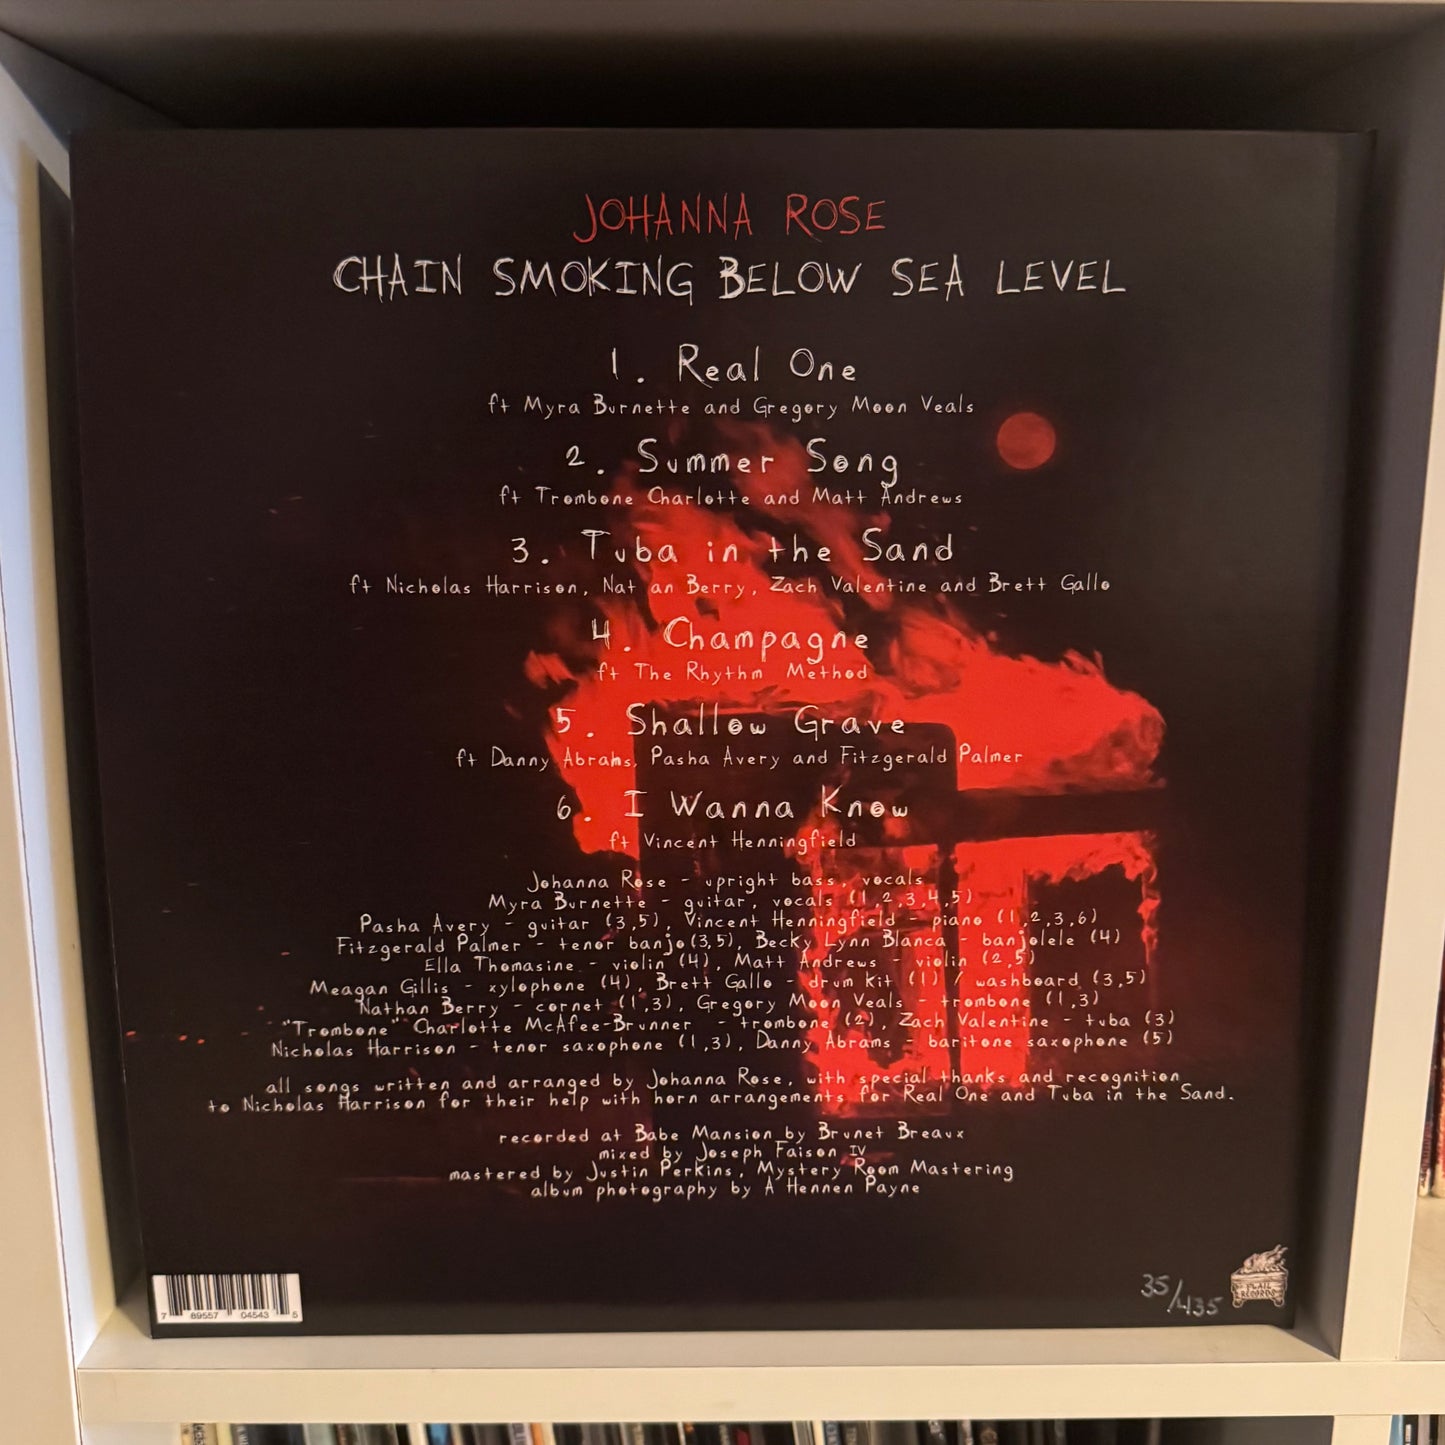 JOHANNA ROSE
CHAIN SMOKING BELOW SEA LEVEL
1. Real One
ft Myra Burnette and Gregory Moon Veals
2. Summer Song
ft Trombone Charlotte and Matt Andrews
3. Tuba in the Sand
ft Nicholas Harrison, Nat an Berry, Zach Valentine and Brett Gallo
4. Champagne
ft The Rhythm Method
5. Shallow Grave
ft Danny Abrams, Pasha Avery and Fitzgerald Palmer
6. I Wanna Know
ft Vincent Henningfield
Johanna Rose - upright bass, vocals
Myra Burnette - guitar, vocals (1,2,3,4,5)
Pasha Avery - guitar (3,5), Vincent Henningfield - piano (1,2,3,6)
Fitzgerald Palmer - tenor banjo(3,5), Becky Lynn Blanca - banjolele (4)
Ella Thomasine - violin (4), Matt Andrews - violin (2,5)
Meagan Gillis - xylophone (4), Brett Gallo - drum kit (1) / washboard (3,5)
Nathan Berry - cornet (1,3), Gregory Moon Veals - trombone (1,3)
"Trombone" Charlotte McAfee-Brunner - trombone (2), Zach Valentine - tuba (3)
Nicholas Harrison - tenor saxophone (1,3), Danny Abrams - baritone saxophone (5)
all songs written and arranged by Johanna Rose, with special thanks and recognition
to Nicholas Harrison for their help with horn arrangements for Real One and Tuba in the Sand.
recorded at Babe Mansion by Brunet Breaux
mixed by Joseph Faison IV
mastered by Justin Perkins, Mystery Room Mastering
album photography by A Hennen Payne
7 89557 04543 5
35/435
FLAIL
RECORDS